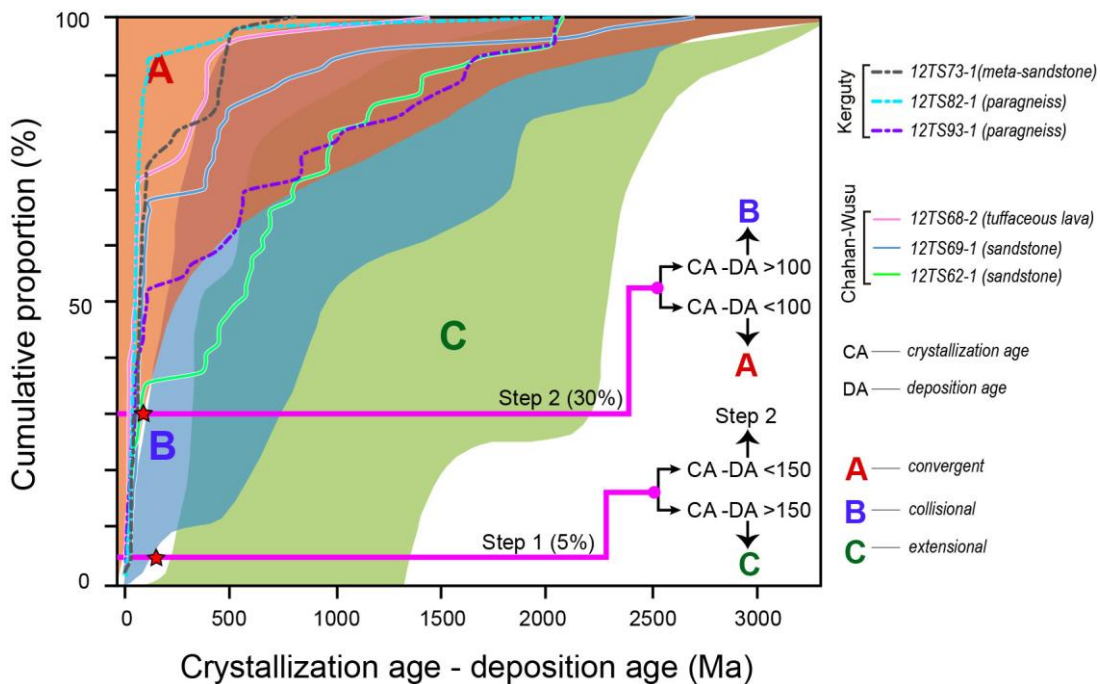 100
50
0
Cumulative proportion (%)
0 500 1000 1500 2000 2500 3000
Crystallization age - deposition age (Ma)
A
B
C
B
CA -DA >100
CA -DA <100
A
Step 2 (30%)
Step 2
CA -DA <150
CA -DA >150
C
Step 1 (5%)
Kerguty
12TS73-1(meta-sandstone)
12TS82-1 (paragneiss)
12TS93-1 (paragneiss)
Chahan-Wusu
12TS68-2 (tuffaceous lava)
12TS69-1 (sandstone)
12TS62-1 (sandstone)
CA crystallization age
DA deposition age
A convergent
B collisional
C extensional